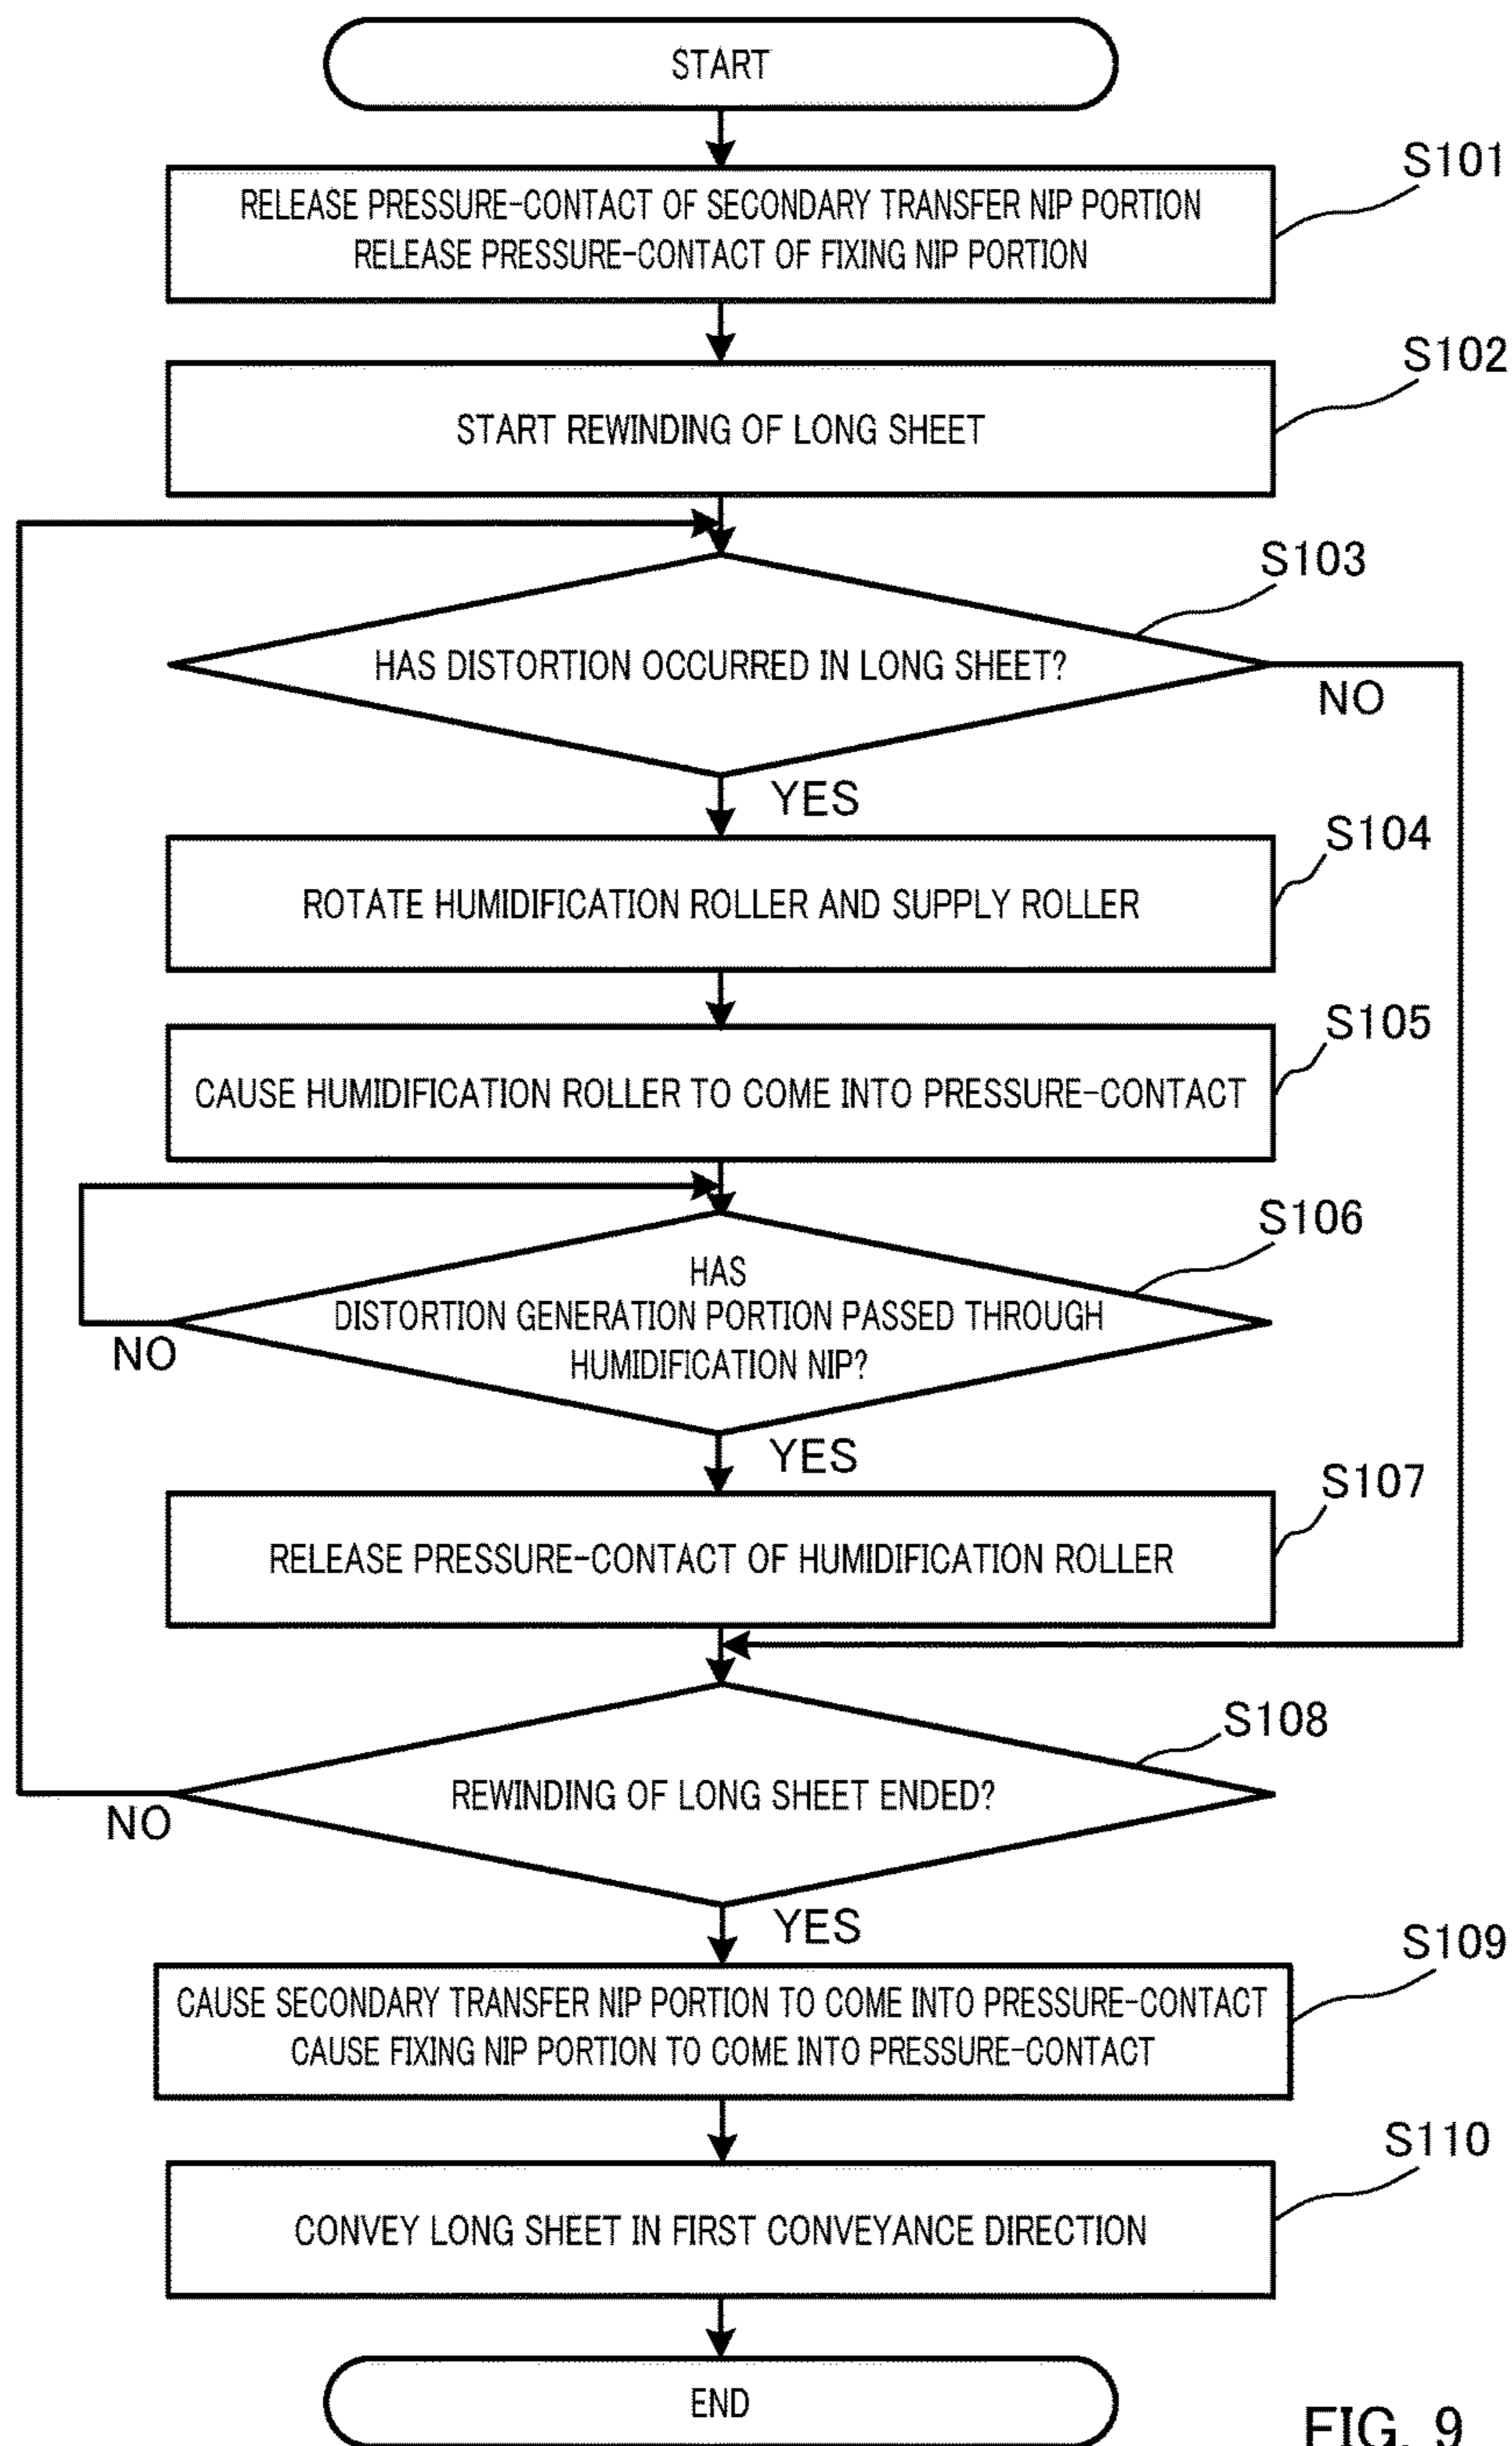 START
S101
RELEASE PRESSURE-CONTACT OF SECONDARY TRANSFER NIP PORTION
RELEASE PRESSURE-CONTACT OF FIXING NIP PORTION
S102
START REWINDING OF LONG SHEET
S103
HAS DISTORTION OCCURRED IN LONG SHEET?
NO
YES
S104
ROTATE HUMIDIFICATION ROLLER AND SUPPLY ROLLER
S105
CAUSE HUMIDIFICATION ROLLER TO COME INTO PRESSURE-CONTACT
S106
HAS
DISTORTION GENERATION PORTION PASSED THROUGH
HUMIDIFICATION NIP?
NO
YES
S107
RELEASE PRESSURE-CONTACT OF HUMIDIFICATION ROLLER
S108
REWINDING OF LONG SHEET ENDED?
NO
YES
S109
CAUSE SECONDARY TRANSFER NIP PORTION TO COME INTO PRESSURE-CONTACT
CAUSE FIXING NIP PORTION TO COME INTO PRESSURE-CONTACT
S110
CONVEY LONG SHEET IN FIRST CONVEYANCE DIRECTION
END
FIG. 9